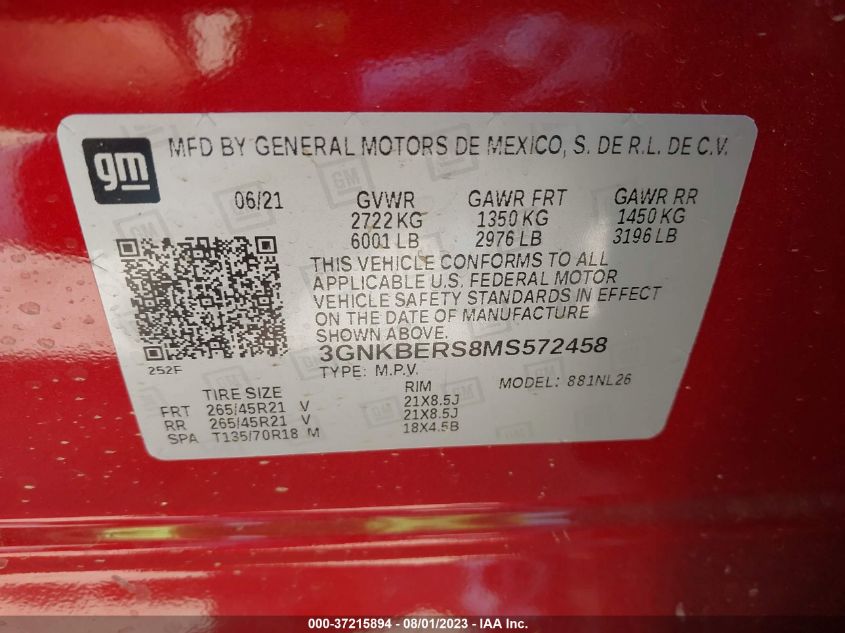 gm
MFD BY GENERAL MOTORS DE MEXICO, S. DE R.L. DE C.V.
06/21 GVWR GAWR FRT GAWR RR
2722 KG 1350 KG 1450 KG
6001 LB 2976 LB 3196 LB
THIS VEHICLE CONFORMS TO ALL
APPLICABLE U.S. FEDERAL MOTOR
VEHICLE SAFETY STANDARDS IN EFFECT
ON THE DATE OF MANUFACTURE
SHOWN ABOVE.
3GNKBERS8MS572458
252F
TYPE: M.P.V. MODEL: 881NL26
TIRE SIZE RIM
FRT 265/45R21 V 21X8.5J
RR 265/45R21 V 21X8.5J
SPA T135/70R18 M 18X4.5B
000-37215894 - 08/01/2023 - IAA Inc.